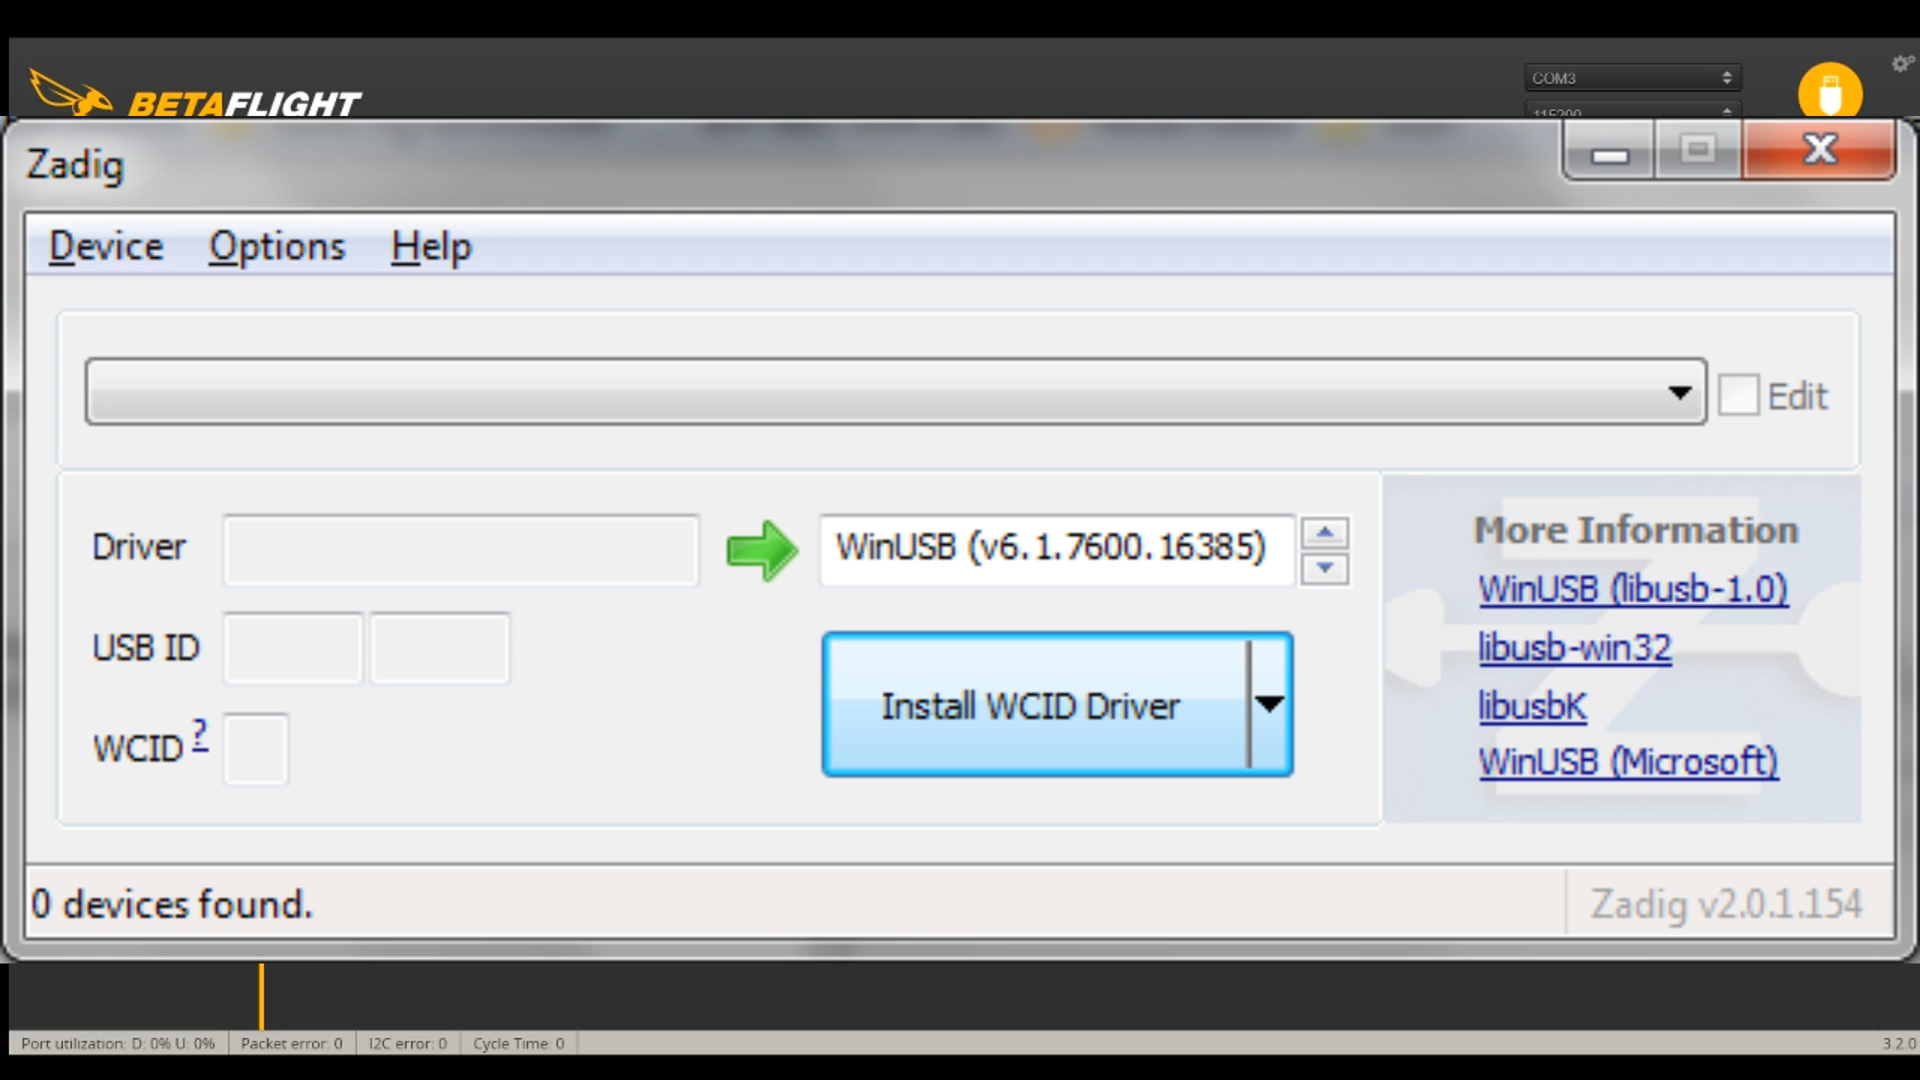 COM3
BETAFLIGHT
115200
Zadig
Device Options Help
Edit
Driver
WinUSB (v6.1.7600.16385)
USB ID
WCID ?
Install WCID Driver
More Information
WinUSB (libusb-1.0)
libusb-win32
libusbK
WinUSB (Microsoft)
0 devices found.
Zadig v2.0.1.154
Port utilization: D: 0% U: 0% Packet error: 0 I2C error: 0 Cycle Time: 0
3.2.0